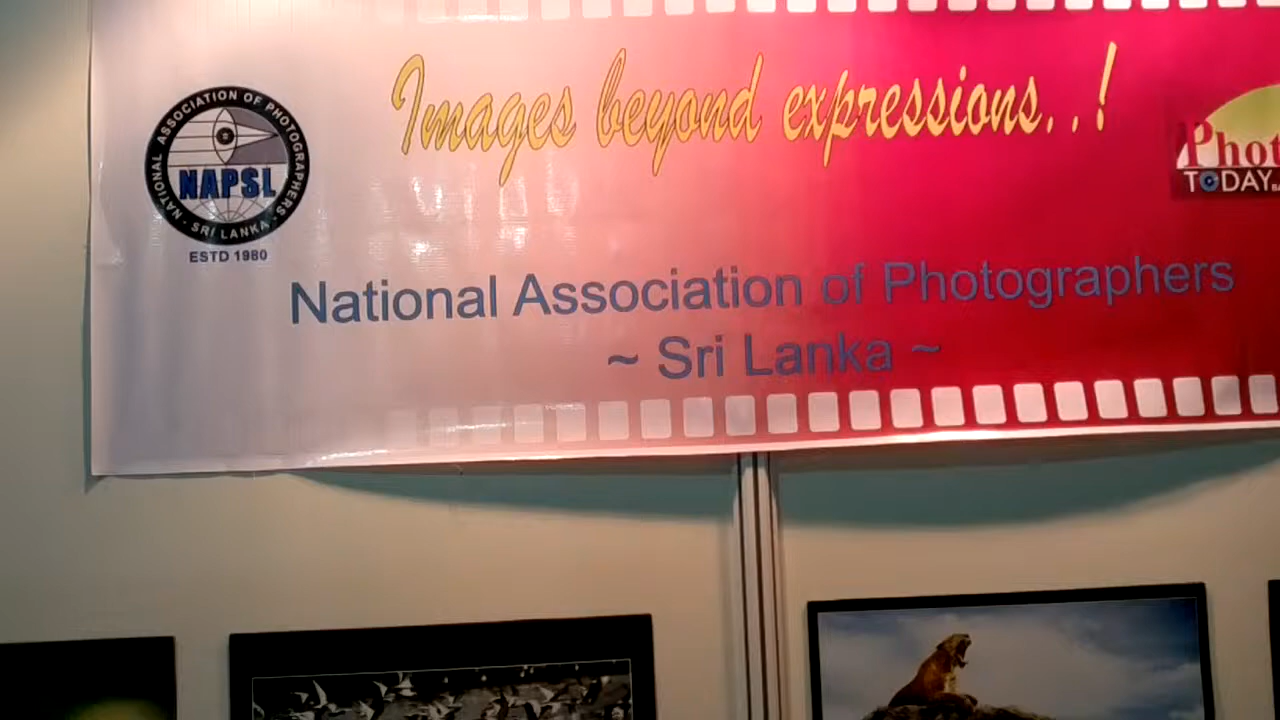 Images beyond expressions..!
NATIONAL ASSOCIATION OF PHOTOGRAPHERS
NAPSL
- SRI LANKA -
ESTD 1980
Phot
TODAY
National Association of Photographers
~ Sri Lanka ~